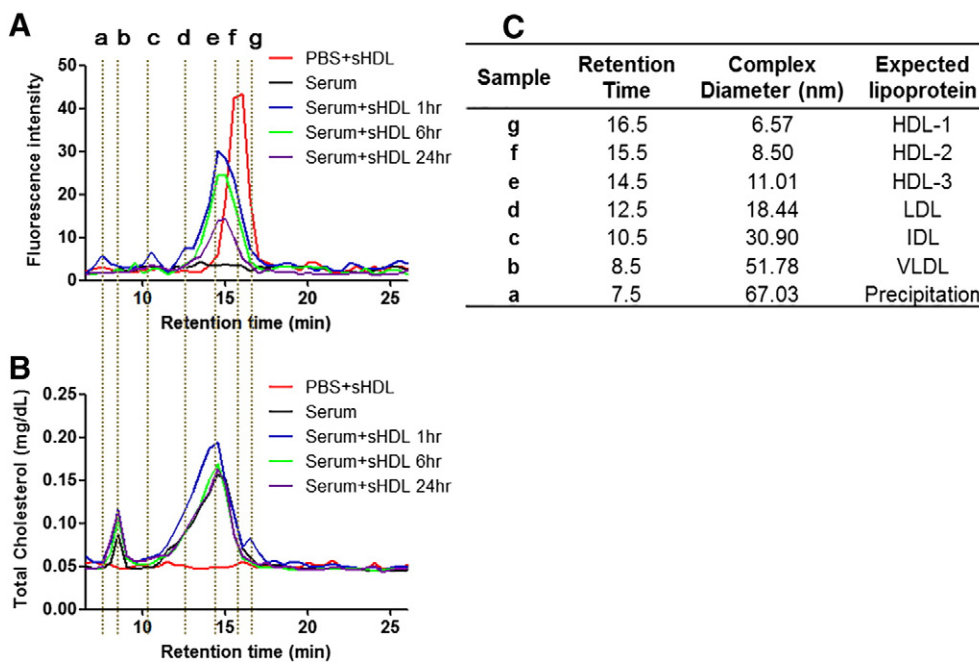 A
a b c d e f g
PBS+sHDL
Serum
Serum+sHDL 1hr
Serum+sHDL 6hr
Serum+sHDL 24hr
Fluorescence intensity
50
40
30
20
10
0
10 15 20 25
Retention time (min)
B
PBS+sHDL
Serum
Serum+sHDL 1hr
Serum+sHDL 6hr
Serum+sHDL 24hr
Total Cholesterol (mg/dL)
0.25
0.20
0.15
0.10
0.05
0.00
10 15 20 25
Retention time (min)
C
Sample Retention Time Complex Diameter (nm) Expected lipoprotein
g 16.5 6.57 HDL-1
f 15.5 8.50 HDL-2
e 14.5 11.01 HDL-3
d 12.5 18.44 LDL
c 10.5 30.90 IDL
b 8.5 51.78 VLDL
a 7.5 67.03 Precipitation